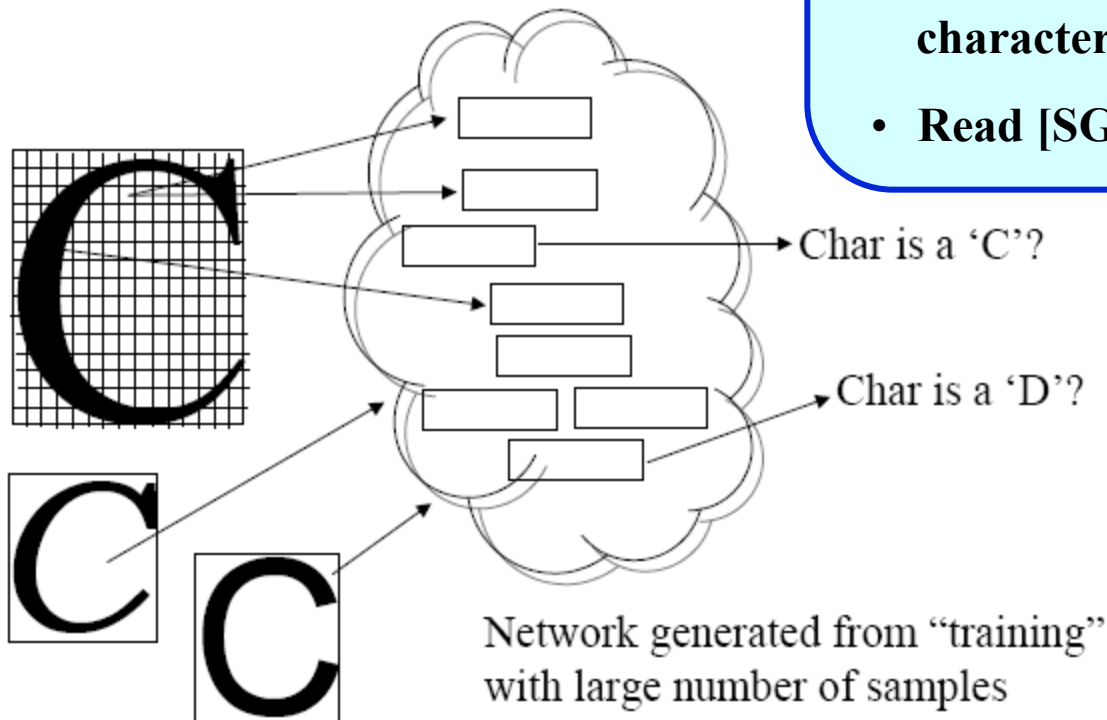 character
• Read [SG
Char is a ‘C’?
Char is a ‘D’?
C
C
C
Network generated from “training”
with large number of samples